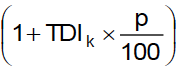 (1 + TDI_k × p/100)